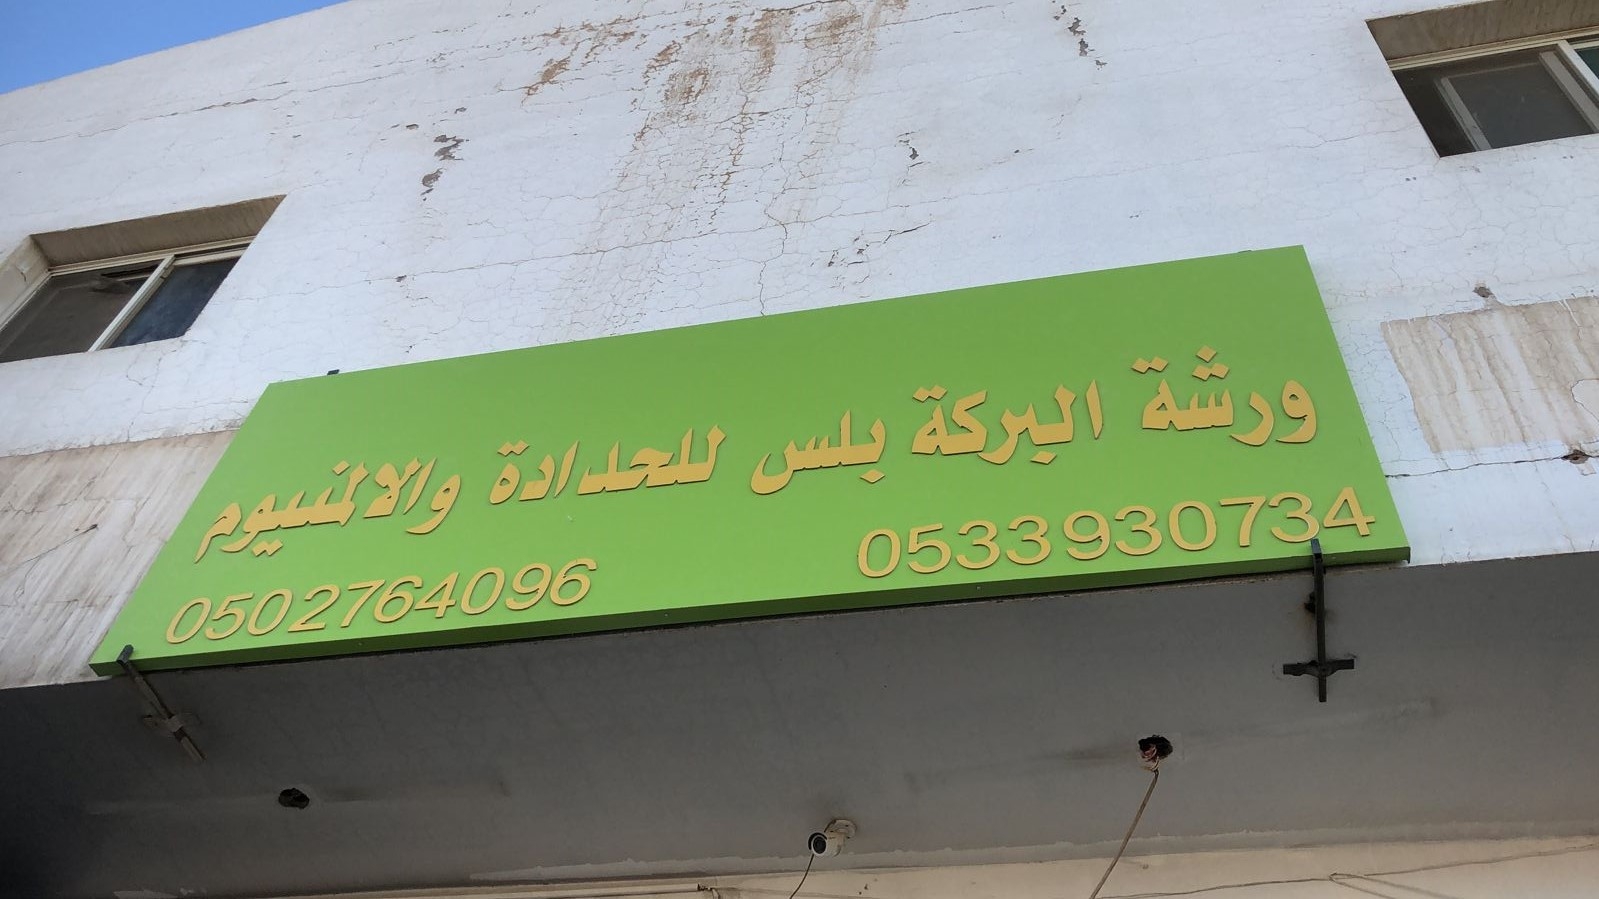 ورشة البركة بلس للحدادة والالمنيوم
0502764096 0533930734